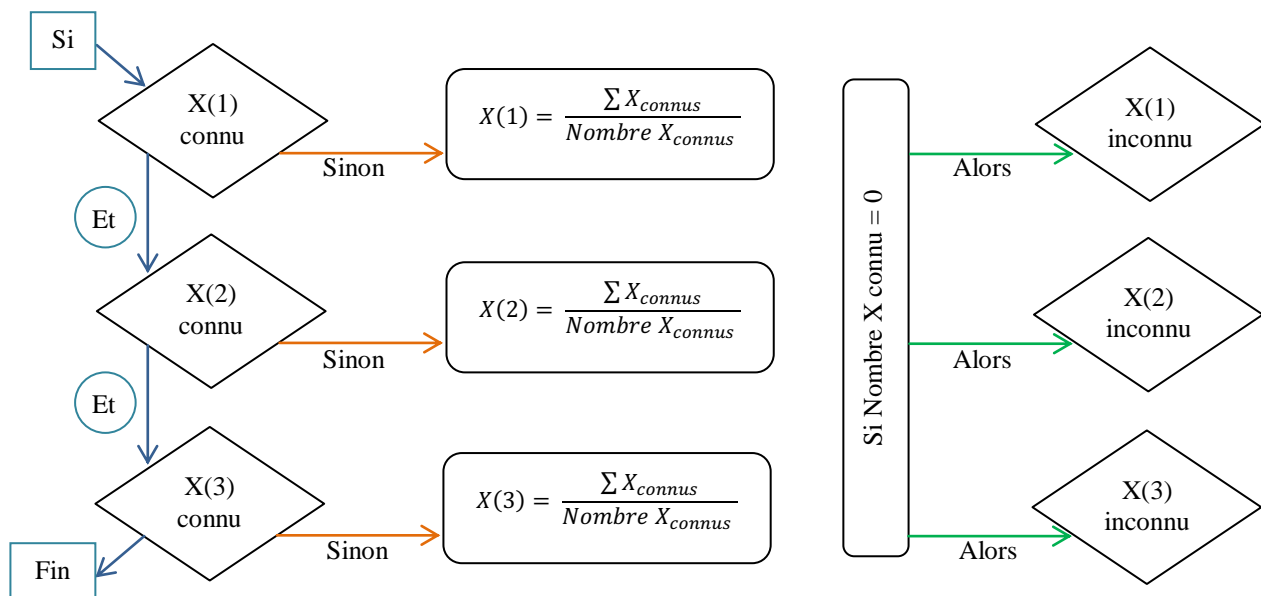 Si
X(1)
connu
Sinon
X(1) = ∑ X_connus / Nombre X_connus
Et
X(2)
connu
Sinon
X(2) = ∑ X_connus / Nombre X_connus
Et
X(3)
connu
Sinon
X(3) = ∑ X_connus / Nombre X_connus
Fin
Si Nombre X connu = 0
Alors
X(1)
inconnu
Alors
X(2)
inconnu
Alors
X(3)
inconnu